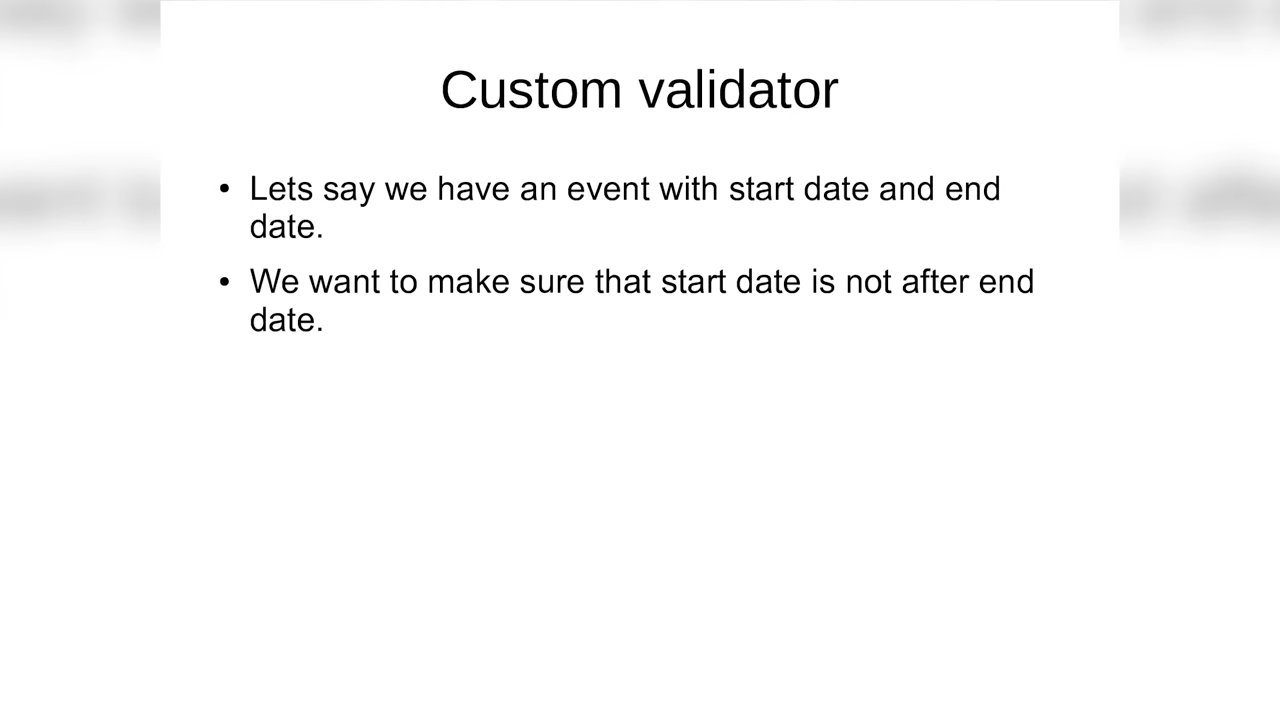 Custom validator
• Lets say we have an event with start date and end
date.
• We want to make sure that start date is not after end
date.